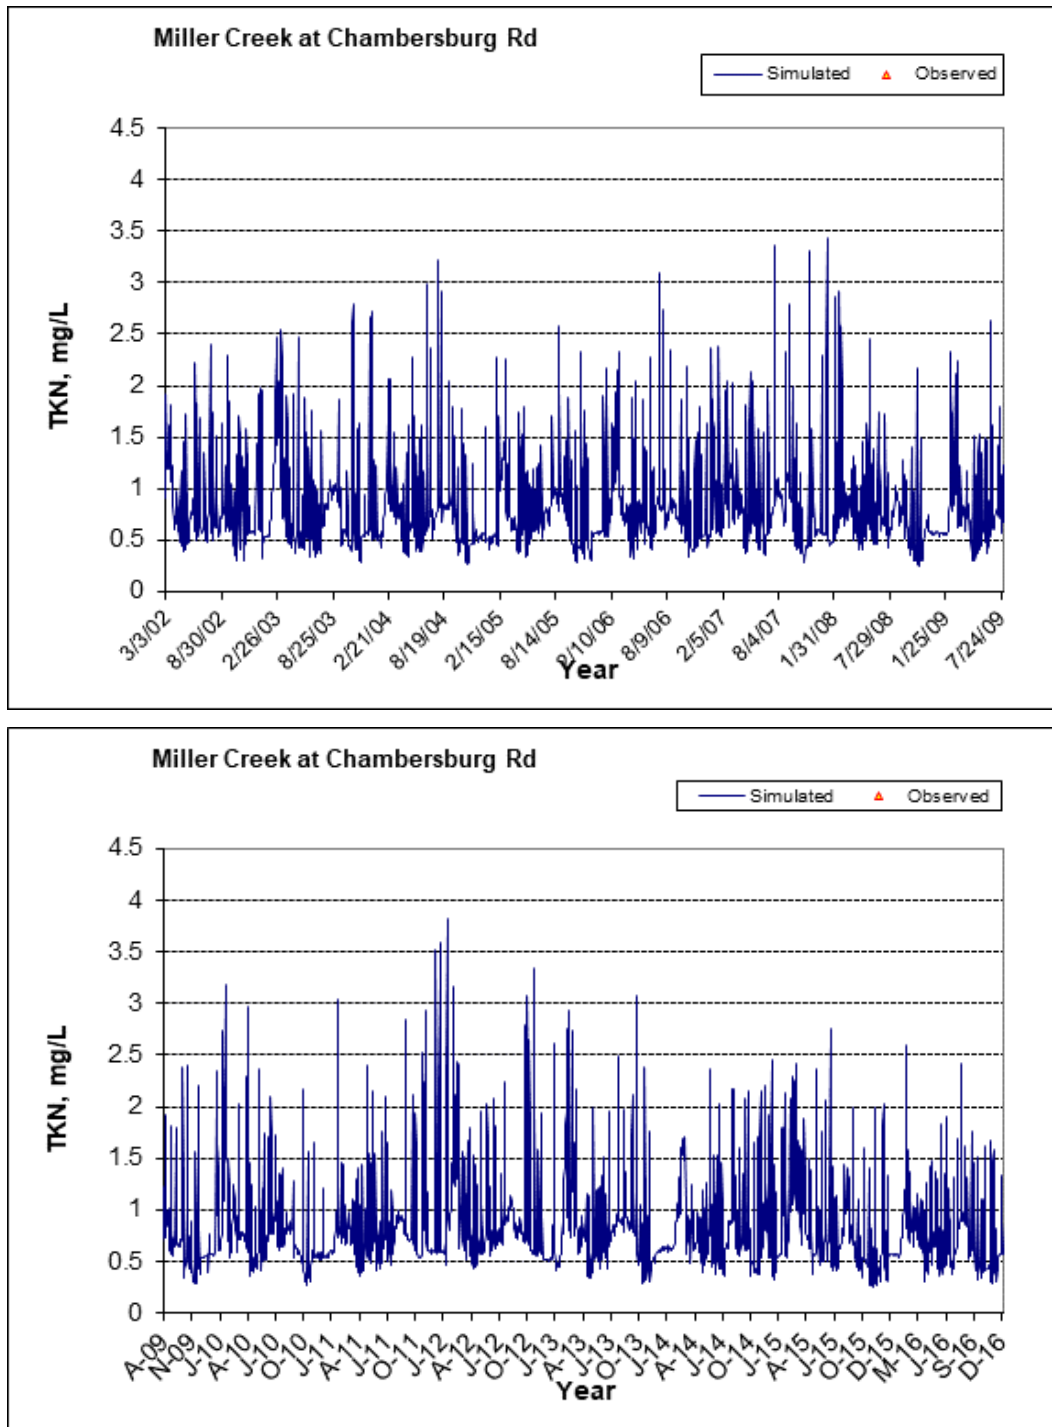 Miller Creek at Chambersburg Rd
Simulated Observed
4.5
4
3.5
3
2.5
2
1.5
1
0.5
0
TKN, mg/L
3/3/02 8/30/02 2/26/03 8/25/03 2/21/04 8/19/04 2/15/05 8/14/05 2/10/06 8/9/06 2/5/07 8/4/07 1/31/08 7/29/08 1/25/09 7/24/09
Year
Miller Creek at Chambersburg Rd
Simulated Observed
4.5
4
3.5
3
2.5
2
1.5
1
0.5
0
TKN, mg/L
A-09 N-09 J-10 A-10 J-10 O-10 J-11 A-11 J-11 O-11 J-12 A-12 J-12 O-12 J-13 A-13 J-13 O-13 J-14 A-14 J-14 O-14 J-15 A-15 J-15 O-15 D-15 M-16 J-16 S-16 D-16
Year